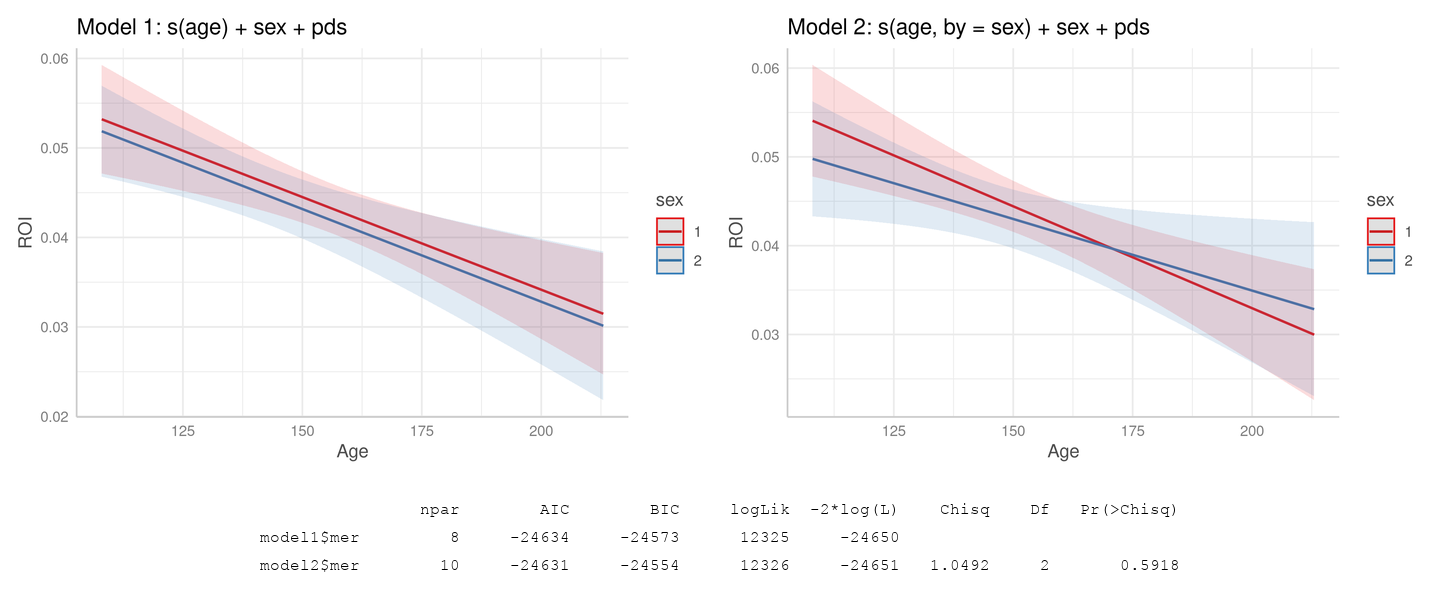 Model 1: s(age) + sex + pds
0.06
0.05
0.04
0.03
0.02
ROI
125 150 175 200
Age
sex
1
2
Model 2: s(age, by = sex) + sex + pds
0.06
0.05
0.04
0.03
ROI
125 150 175 200
Age
sex
1
2
npar AIC BIC logLik -2*log(L) Chisq Df Pr(>Chisq)
model1$mer 8 -24634 -24573 12325 -24650
model2$mer 10 -24631 -24554 12326 -24651 1.0492 2 0.5918